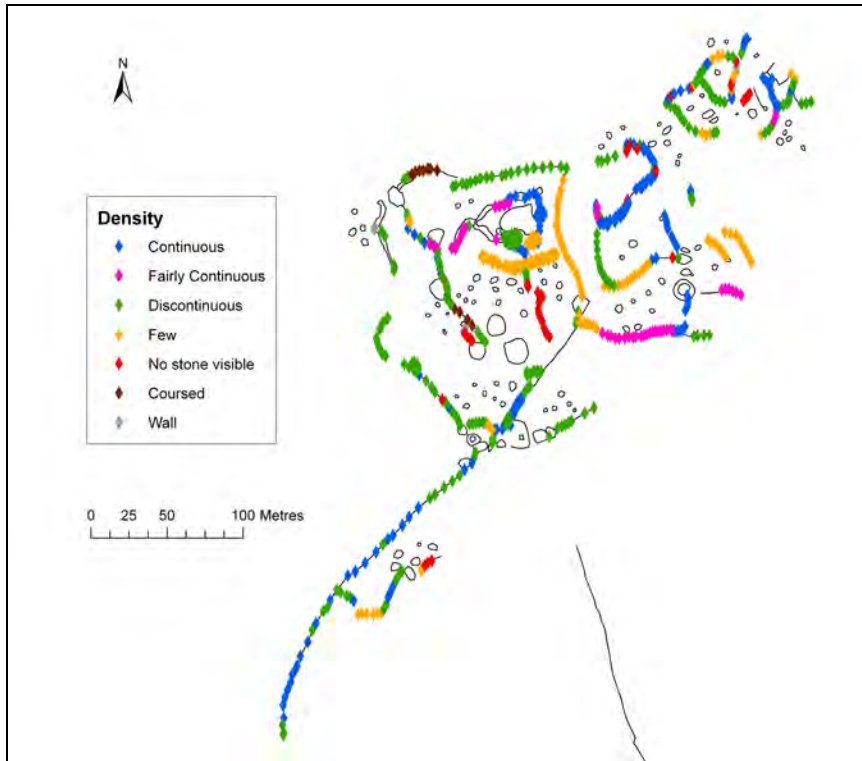 N
Density
Continuous
Fairly Continuous
Discontinuous
Few
No stone visible
Coursed
Wall
0 25 50 100 Metres